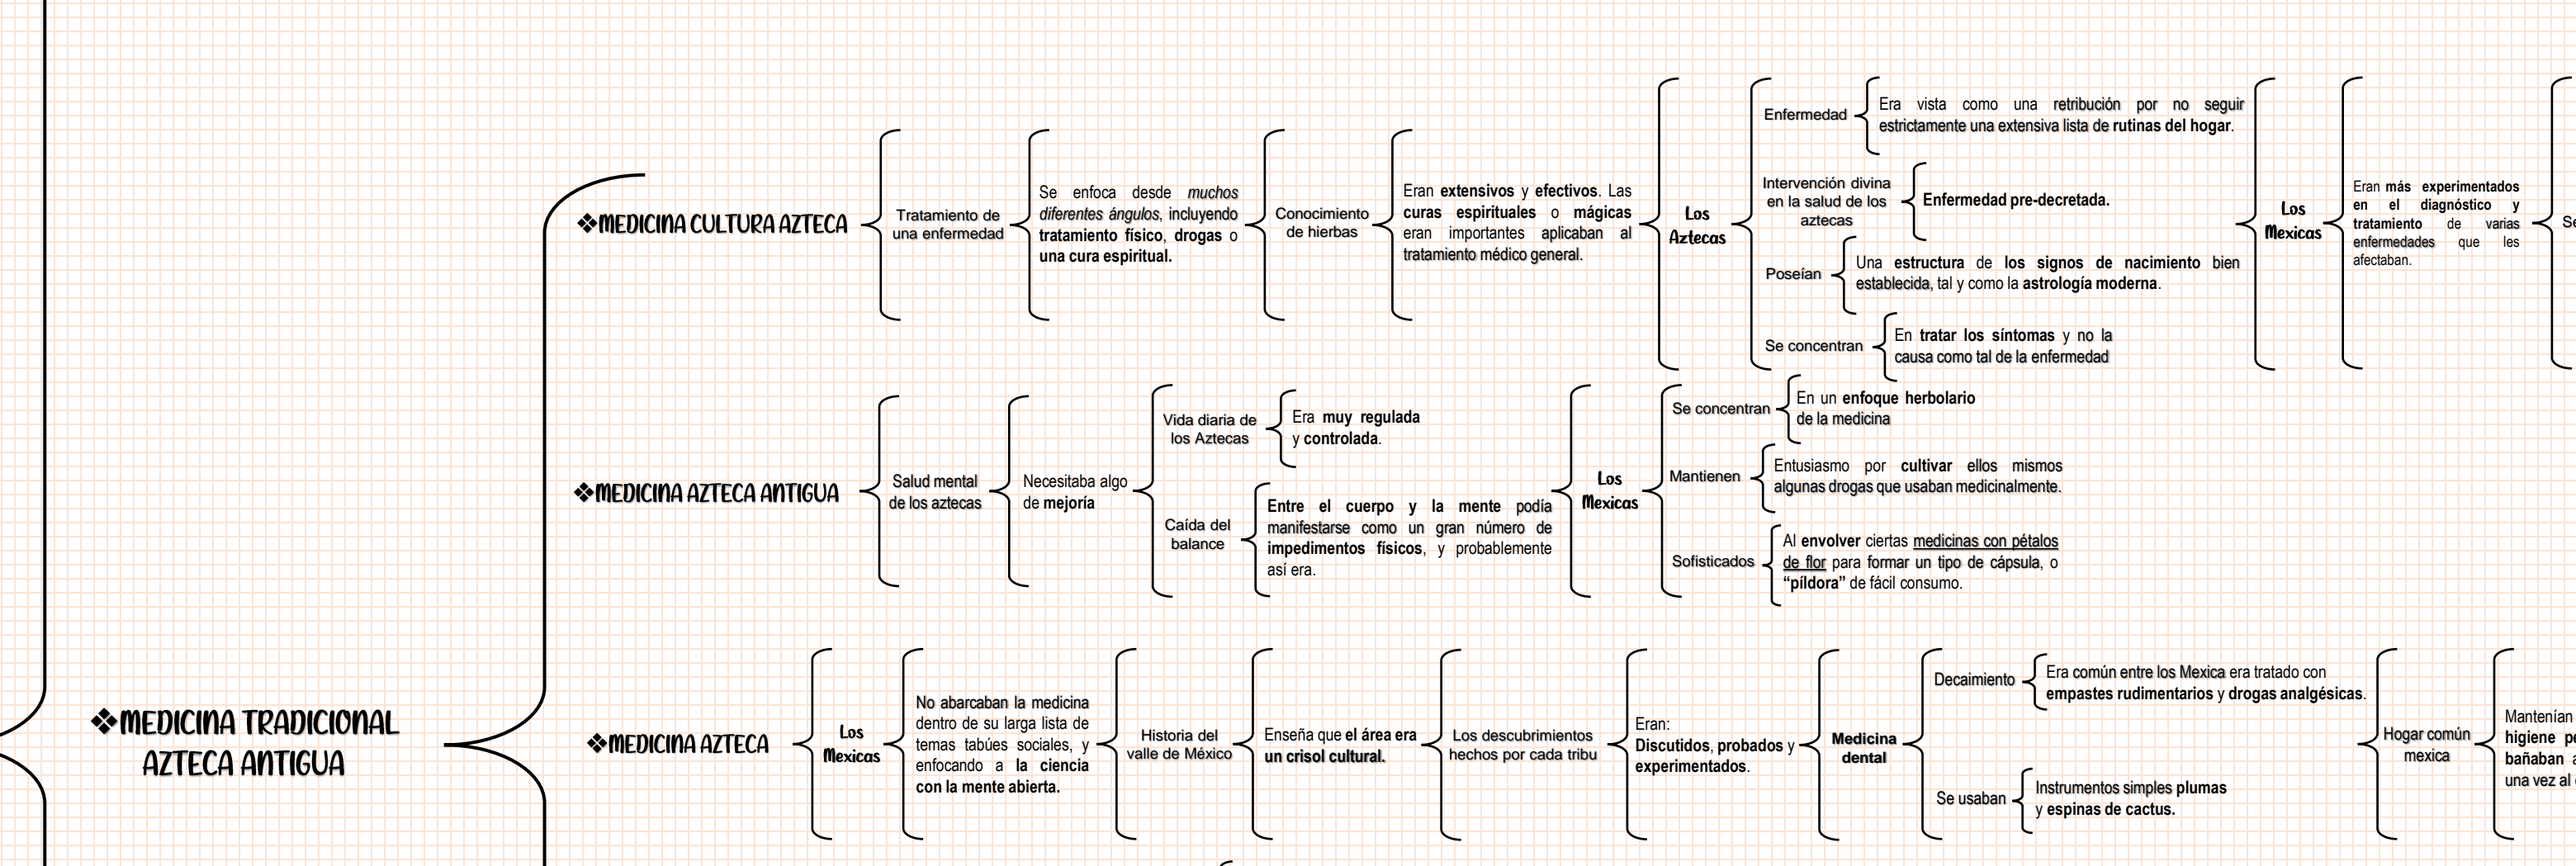 ❖MEDICINA TRADICIONAL
AZTECA ANTIGUA
❖MEDICINA CULTURA AZTECA
Tratamiento de
una enfermedad
Se enfoca desde muchos
diferentes ángulos, incluyendo
tratamiento físico, drogas o
una cura espiritual.
Conocimiento
de hierbas
Eran extensivos y efectivos. Las
curas espirituales o mágicas
eran importantes aplicaban al
tratamiento médico general.
Los
Aztecas
Enfermedad
Era vista como una retribución por no seguir
estrictamente una extensiva lista de rutinas del hogar.
Intervención divina
en la salud de los
aztecas
Enfermedad pre-decretada.
Poseían
Una estructura de los signos de nacimiento bien
establecida, tal y como la astrología moderna.
Se concentran
En tratar los síntomas y no la
causa como tal de la enfermedad
Los
Mexicas
Eran más experimentados
en el diagnóstico y
tratamiento de varias
enfermedades que les
afectaban.
Se
❖MEDICINA AZTECA ANTIGUA
Salud mental
de los aztecas
Necesitaba algo
de mejoría
Vida diaria de
los Aztecas
Era muy regulada
y controlada.
Caída del
balance
Entre el cuerpo y la mente podía
manifestarse como un gran número de
impedimentos físicos, y probablemente
así era.
Los
Mexicas
Se concentran
En un enfoque herbolario
de la medicina
Mantienen
Entusiasmo por cultivar ellos mismos
algunas drogas que usaban medicinalmente.
Sofisticados
Al envolver ciertas medicinas con pétalos
de flor para formar un tipo de cápsula, o
“píldora” de fácil consumo.
❖MEDICINA AZTECA
Los
Mexicas
No abarcaban la medicina
dentro de su larga lista de
temas tabúes sociales, y
enfocando a la ciencia
con la mente abierta.
Historia del
valle de México
Enseña que el área era
un crisol cultural.
Los descubrimientos
hechos por cada tribu
Eran:
Discutidos, probados y
experimentados.
Medicina
dental
Decaimiento
Era común entre los Mexica era tratado con
empastes rudimentarios y drogas analgésicas.
Se usaban
Instrumentos simples plumas
y espinas de cactus.
Hogar común
mexica
Mantenían
higiene pe
bañaban a
una vez al